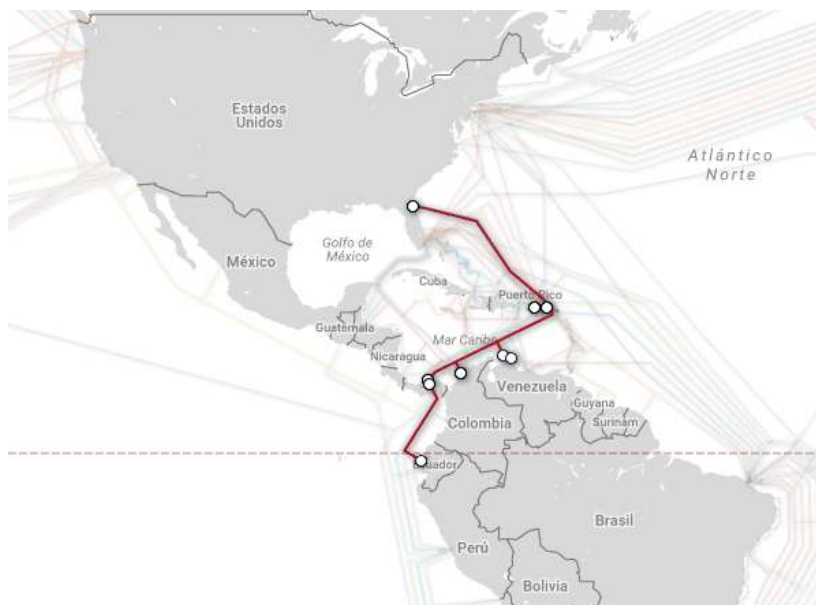 Estados
Unidos
Atlántico
Norte
Golfo de
México
México
Cuba
Puerto Rico
Guatemala
Mar Caribe
Nicaragua
Venezuela
Guyana
Surinam
Colombia
Ecuador
Brasil
Perú
Bolivia